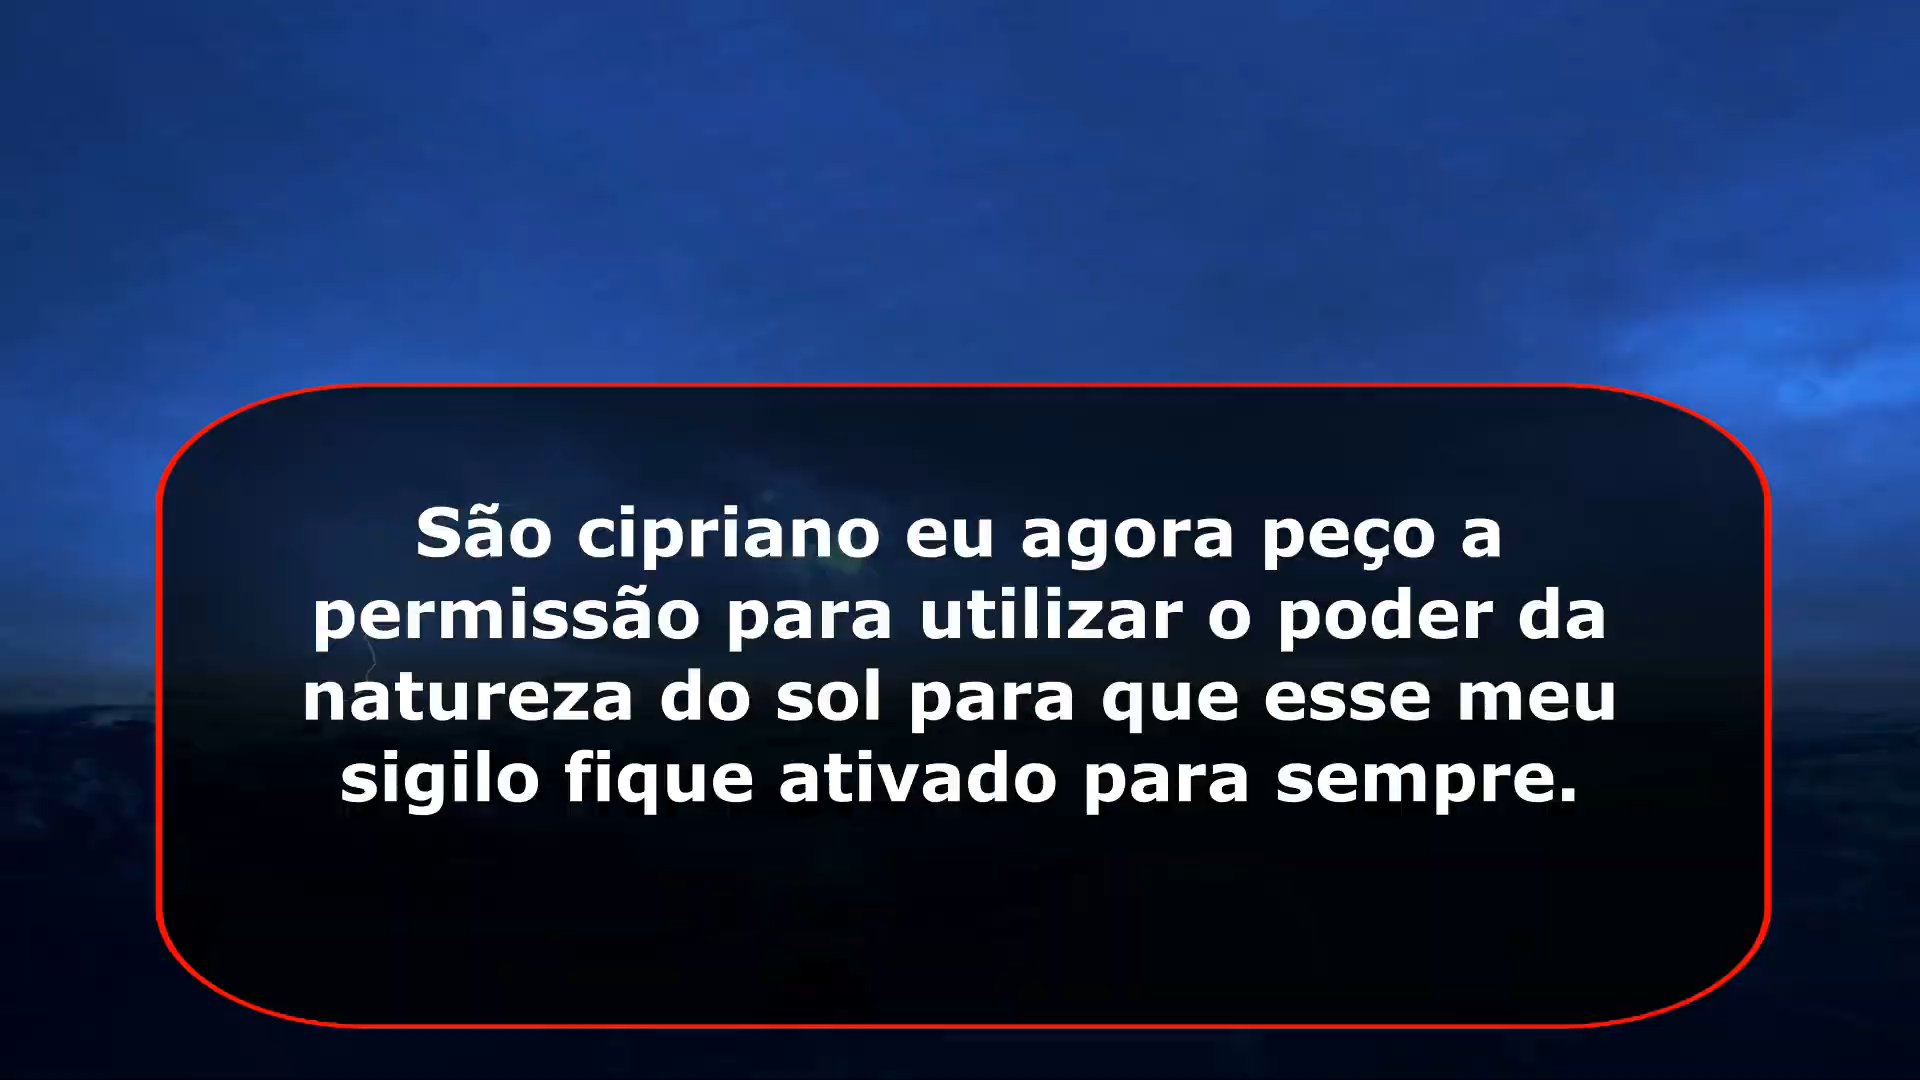 São cipriano eu agora peço a
permissão para utilizar o poder da
natureza do sol para que esse meu
sigilo fique ativado para sempre.